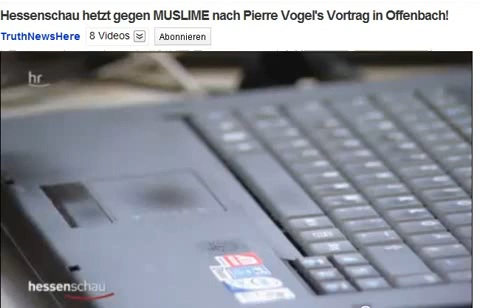 Hessenschau hetzt gegen MUSLIME nach Pierre Vogel's Vortrag in Offenbach!
TruthNewsHere 8 Videos Abonnieren
hr
hessenschau